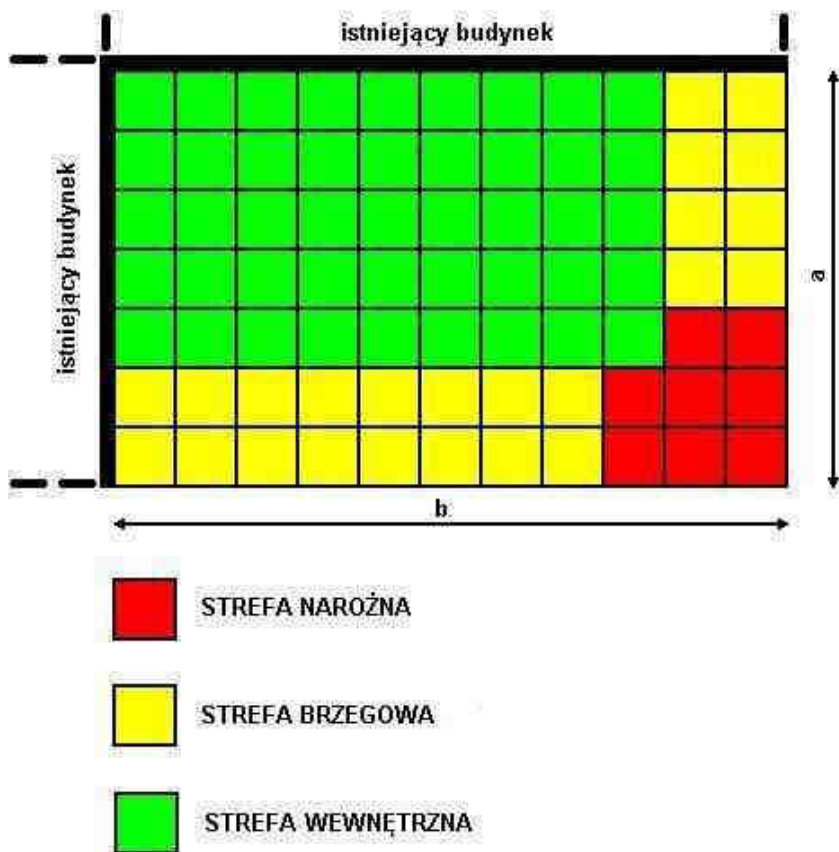 istniejący budynek
istniejący budynek
a
b
STREFA NAROŻNA
STREFA BRZEGOWA
STREFA WEWNĘTRZNA